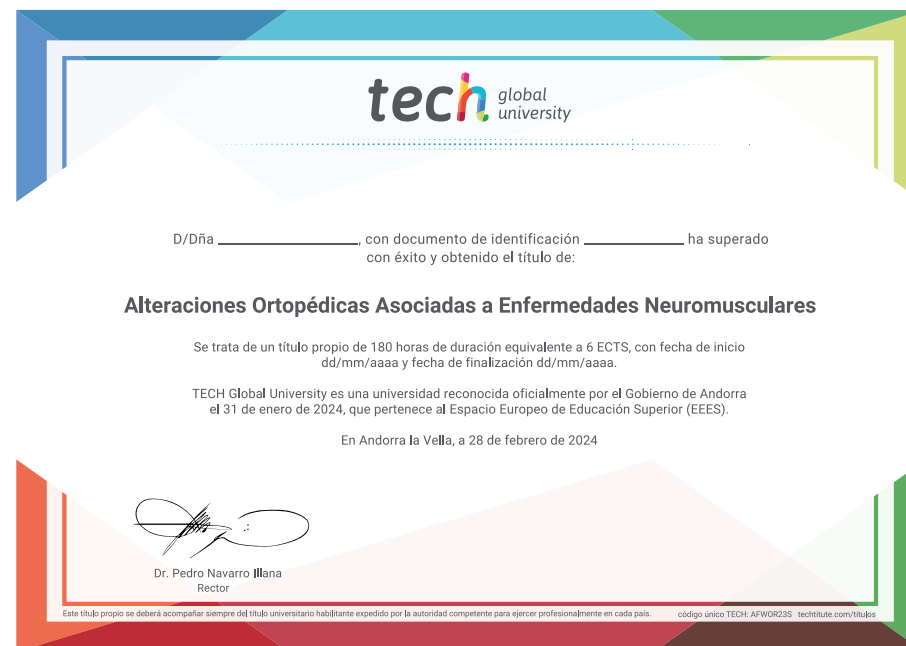 tech global university
D/Dña ____________, con documento de identificación ____________ ha superado
con éxito y obtenido el título de:
Alteraciones Ortopédicas Asociadas a Enfermedades Neuromusculares
Se trata de un título propio de 180 horas de duración equivalente a 6 ECTS, con fecha de inicio
dd/mm/aaaa y fecha de finalización dd/mm/aaaa.
TECH Global University es una universidad reconocida oficialmente por el Gobierno de Andorra
el 31 de enero de 2024, que pertenece al Espacio Europeo de Educación Superior (EEES).
En Andorra la Vella, a 28 de febrero de 2024
Dr. Pedro Navarro Illana
Rector
Este título propio se deberá acompañar siempre del título universitario habilitante expedido por la autoridad competente para ejercer profesionalmente en cada país. código único TECH: AFWOR23S techtitute.com/titulos